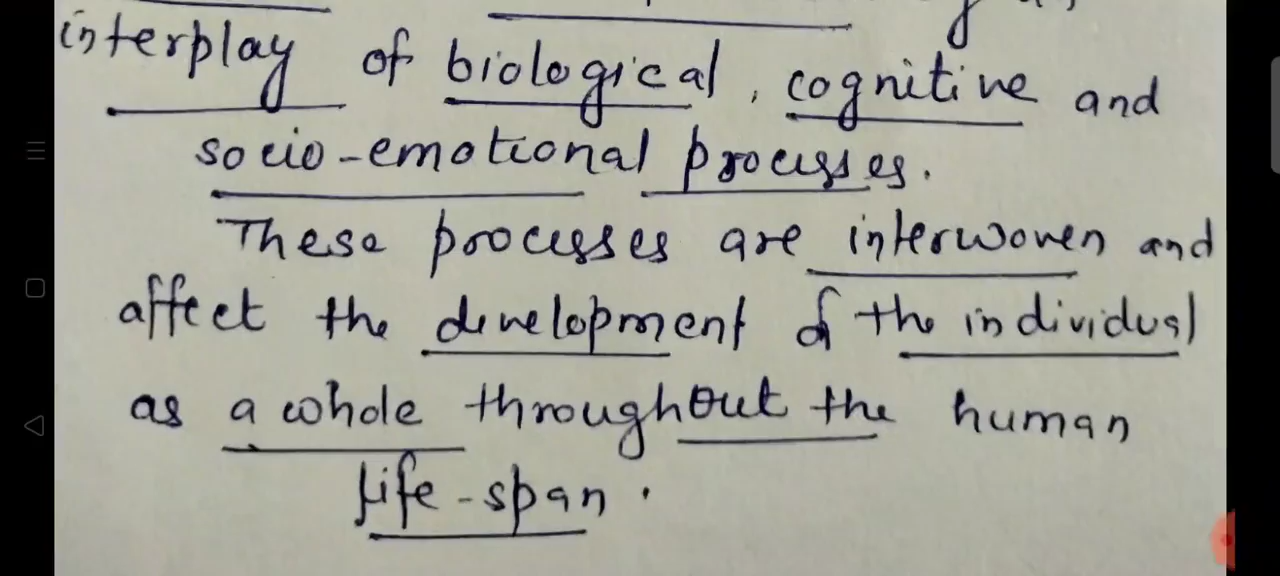 interplay of biological, cognitive and
socio-emotional processes.
These processes are interwoven and
affect the development of the individual
as a whole throughout the human
life-span.